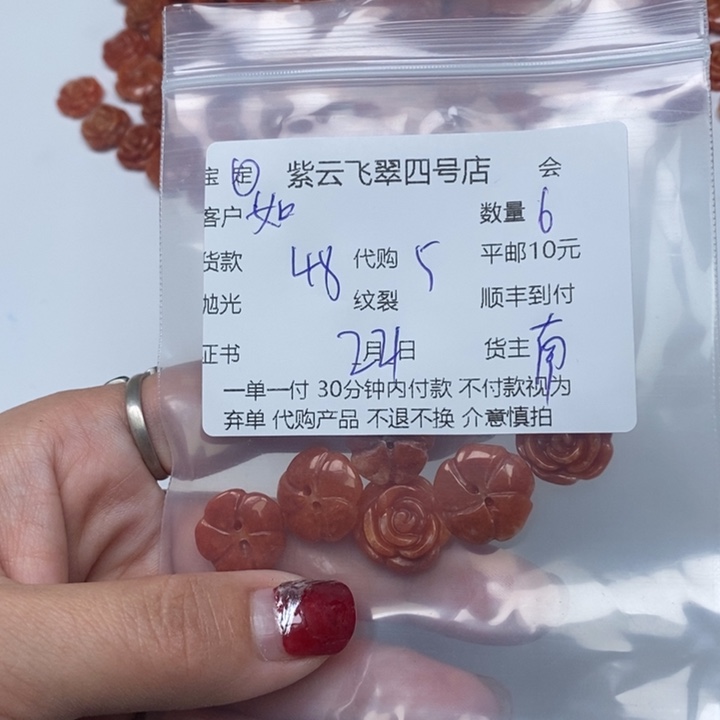 宝 定 紫云飞翠四号店 会
客户 如 数量 6
货款 48 代购 5 平邮10元
抛光 纹裂 顺丰到付
证书 2月21日 货主 南
一单一付 30分钟内付款 不付款视为
弃单 代购产品 不退不换 介意慎拍